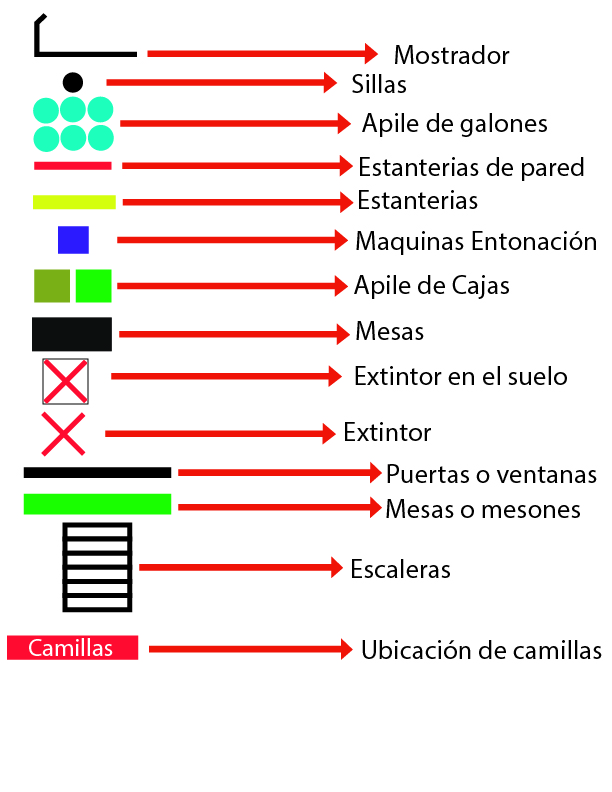 Mostrador
Sillas
Apile de galones
Estanterias de pared
Estanterias
Maquinas Entonación
Apile de Cajas
Mesas
Extintor en el suelo
Extintor
Puertas o ventanas
Mesas o mesones
Escaleras
Camillas
Ubicación de camillas